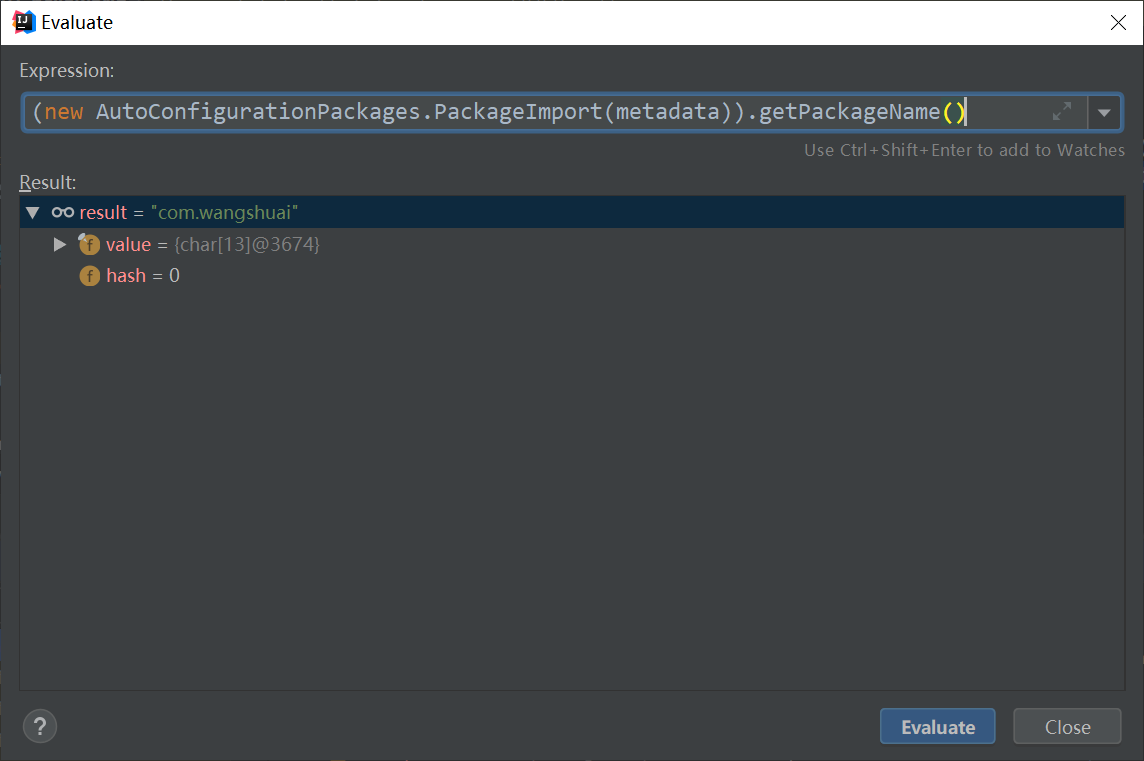 Evaluate
Expression:
(new AutoConfigurationPackages.PackageImport(metadata)).getPackageName()
Use Ctrl+Shift+Enter to add to Watches
Result:
result = "com.wangshuai"
f value = {char[13]@3674}
f hash = 0
? Evaluate Close